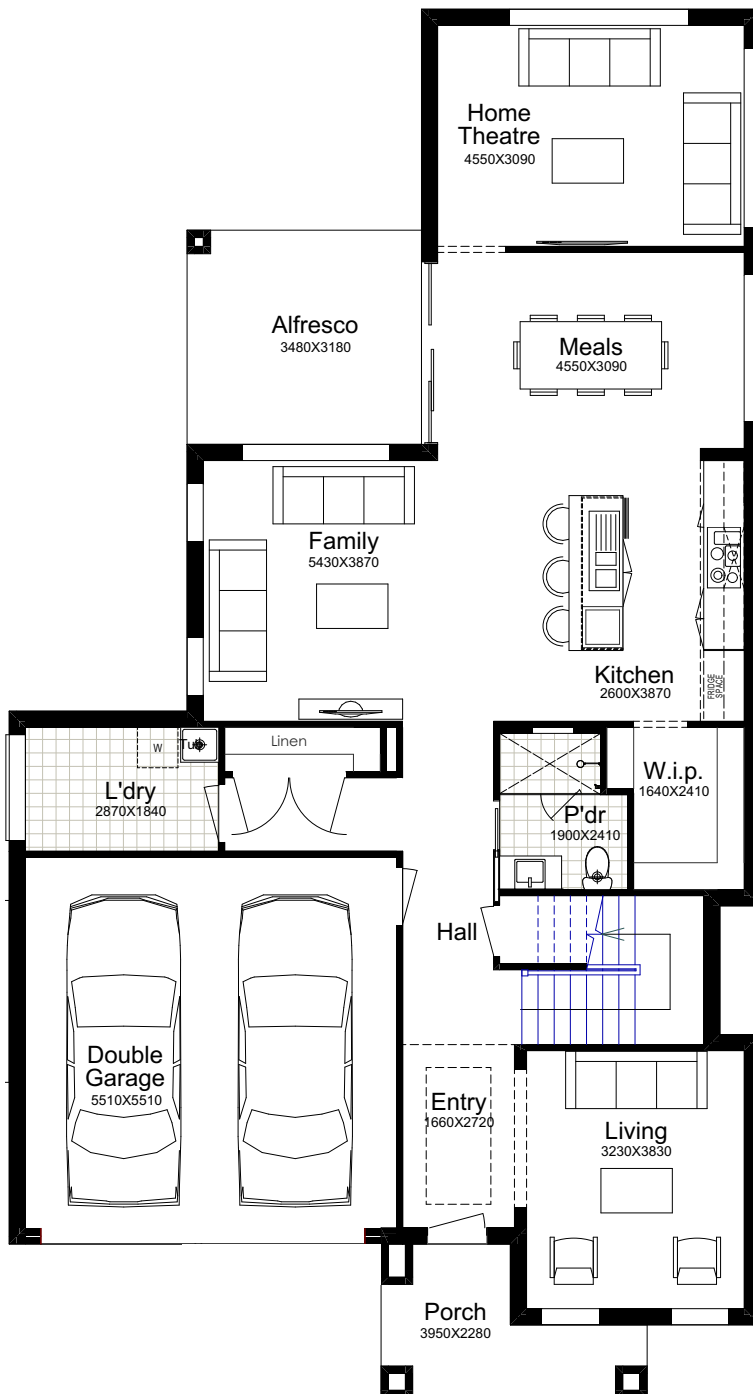 Home
Theatre
4550X3090
Alfresco
3480X3180
Meals
4550X3090
Family
5430X3870
Kitchen
2600X3870
FRIDGE
SPACE
Linen
W
Tub
L'dry
2870X1840
W.i.p.
1640X2410
P'dr
1900X2410
Hall
Double
Garage
5510X5510
Entry
1660X2720
Living
3230X3830
Porch
3950X2280